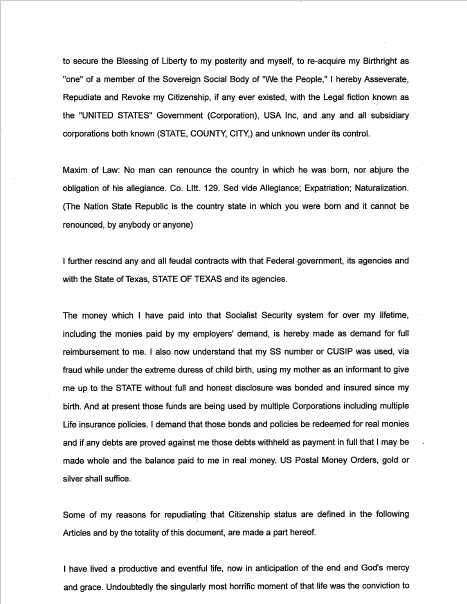 to secure the Blessing of Liberty to my posterity and myself, to re-acquire my Birthright as
"one" of a member of the Sovereign Social Body of "We the People," I hereby Asseverate,
Repudiate and Revoke my Citizenship, if any ever existed, with the Legal fiction known as
the "UNITED STATES" Government (Corporation), USA Inc, and any and all subsidiary
corporations both known (STATE, COUNTY, CITY,) and unknown under its control.
Maxim of Law: No man can renounce the country in which he was born, nor abjure the
obligation of his allegiance. Co. Litt. 129. Sed vide Allegiance; Expatriation; Naturalization.
(The Nation State Republic is the country state in which you were born and it cannot be
renounced, by anybody or anyone)
I further rescind any and all feudal contracts with that Federal government, its agencies and
with the State of Texas, STATE OF TEXAS and its agencies.
The money which I have paid into that Socialist Security system for over my lifetime,
including the monies paid by my employers' demand, is hereby made as demand for full
reimbursement to me. I also now understand that my SS number or CUSIP was used, via
fraud while under the extreme duress of child birth, using my mother as an informant to give
me up to the STATE without full and honest disclosure was bonded and insured since my
birth. And at present those funds are being used by multiple Corporations including multiple
Life insurance policies. I demand that those bonds and policies be redeemed for real monies
and if any debts are proved against me those debts withheld as payment in full that I may be
made whole and the balance paid to me in real money. US Postal Money Orders, gold or
silver shall suffice.
Some of my reasons for repudiating that Citizenship status are defined in the following
Articles and by the totality of this document, are made a part hereof.
I have lived a productive and eventful life, now in anticipation of the end and God's mercy
and grace. Undoubtedly the singularly most horrific moment of that life was the conviction to